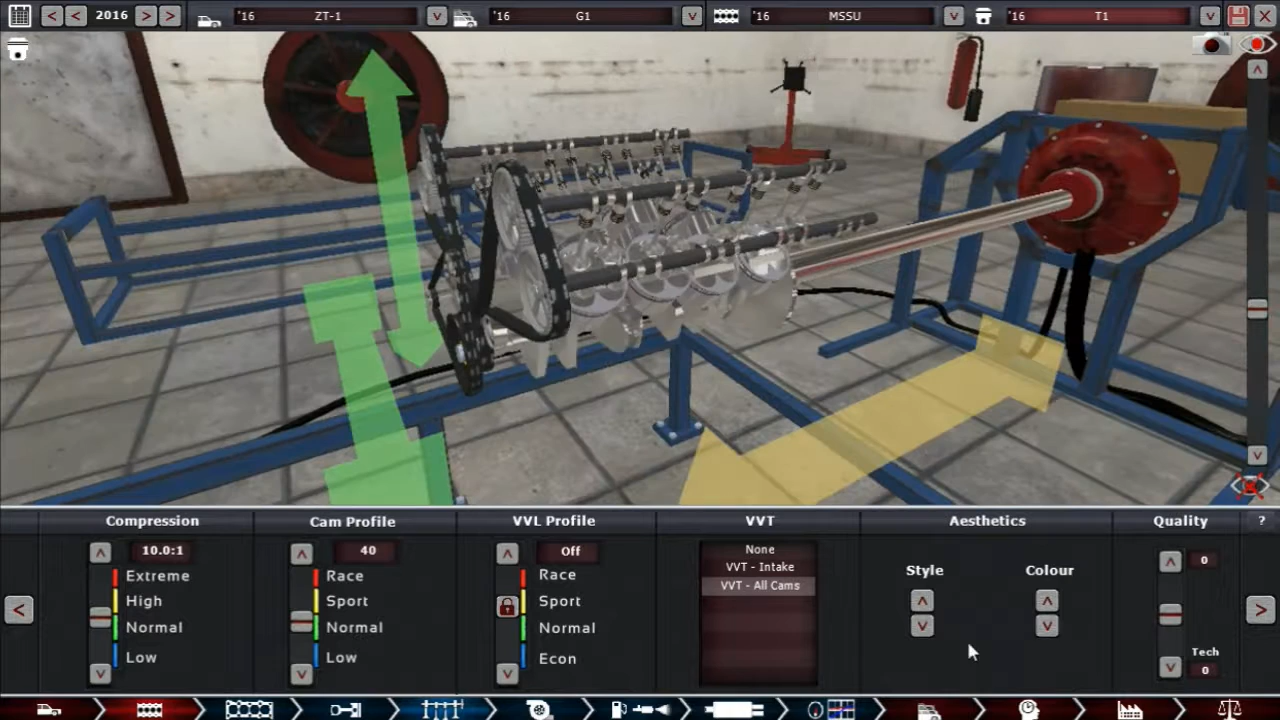 2016 '16 ZT-1 '16 G1 '16 MSSU '16 T1
Compression Cam Profile VVL Profile VVT Aesthetics Quality ?
10.0:1
Extreme
High
Normal
Low
40
Race
Sport
Normal
Low
Off
Race
Sport
Normal
Econ
None
VVT - Intake
VVT - All Cams
Style Colour
0
Tech
0